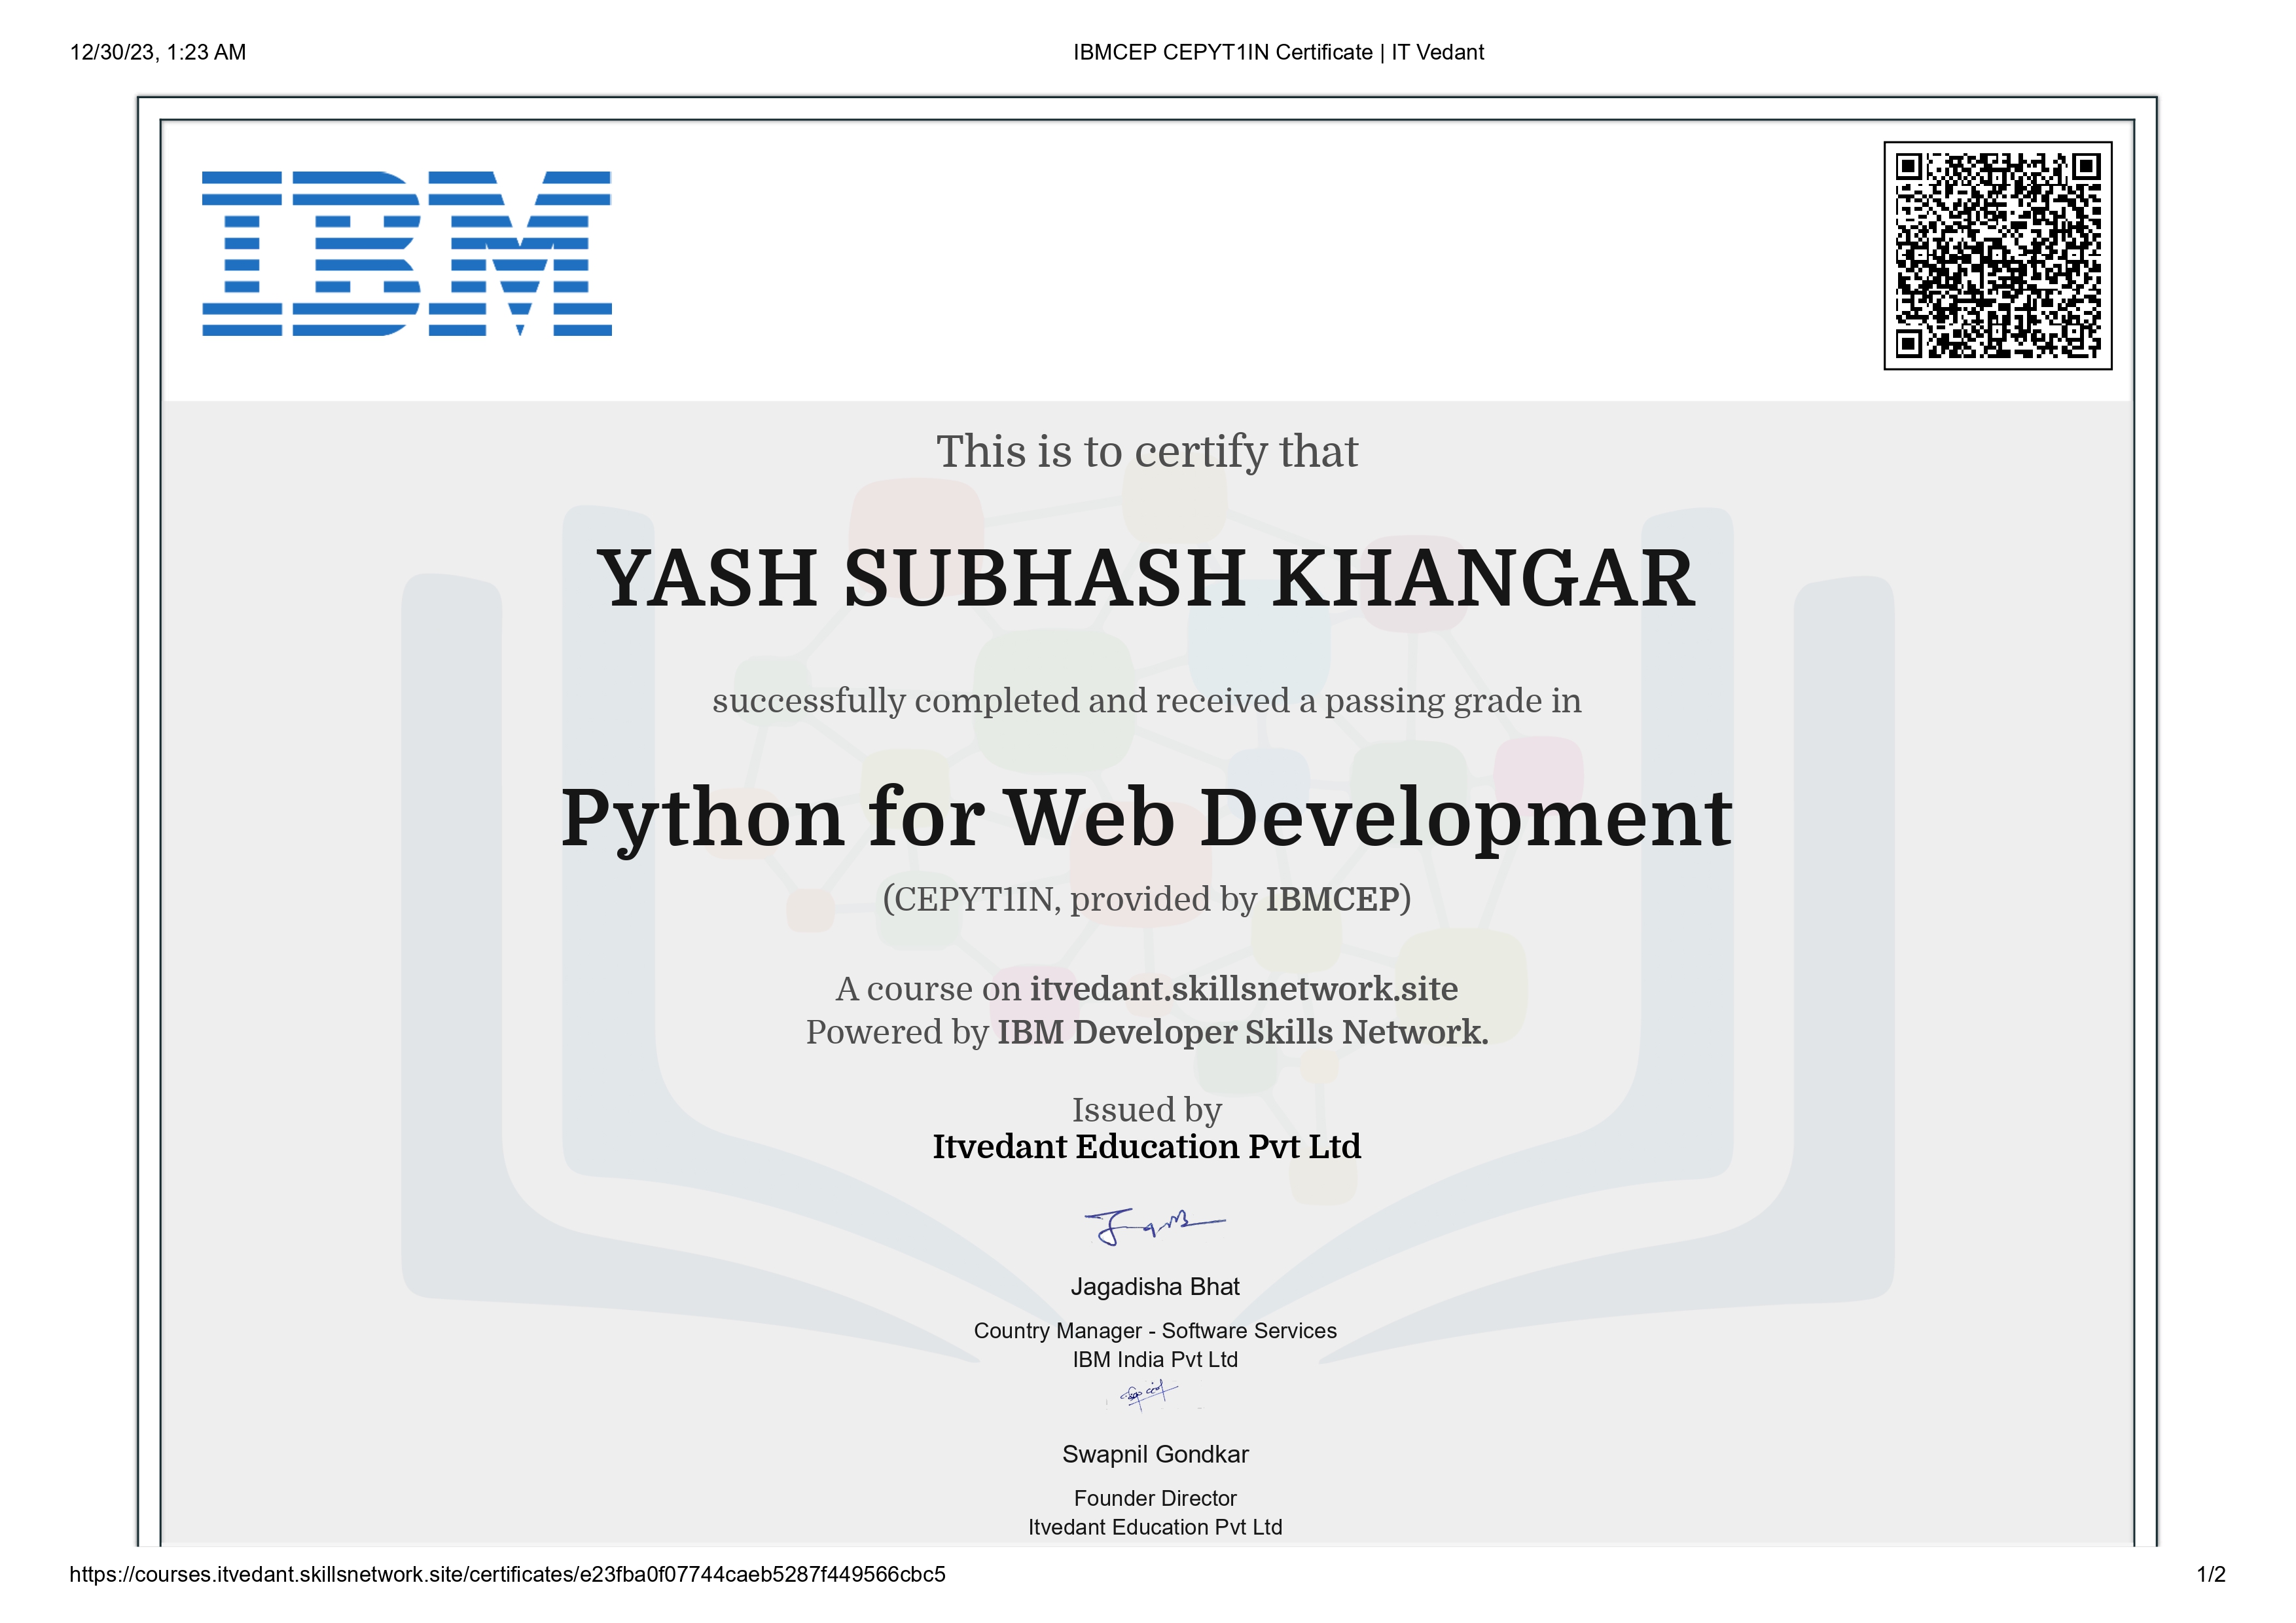 12/30/23, 1:23 AM
IBMCEP CEPYT1IN Certificate | IT Vedant
IBM
This is to certify that
YASH SUBHASH KHANGAR
successfully completed and received a passing grade in
Python for Web Development
(CEPYT1IN, provided by IBMCEP)
A course on itvedant.skillsnetwork.site
Powered by IBM Developer Skills Network.
Issued by
Itvedant Education Pvt Ltd
Jagadisha Bhat
Country Manager - Software Services
IBM India Pvt Ltd
Swapnil Gondkar
Founder Director
Itvedant Education Pvt Ltd
https://courses.itvedant.skillsnetwork.site/certificates/e23fba0f07744caeb5287f449566cbc5
1/2